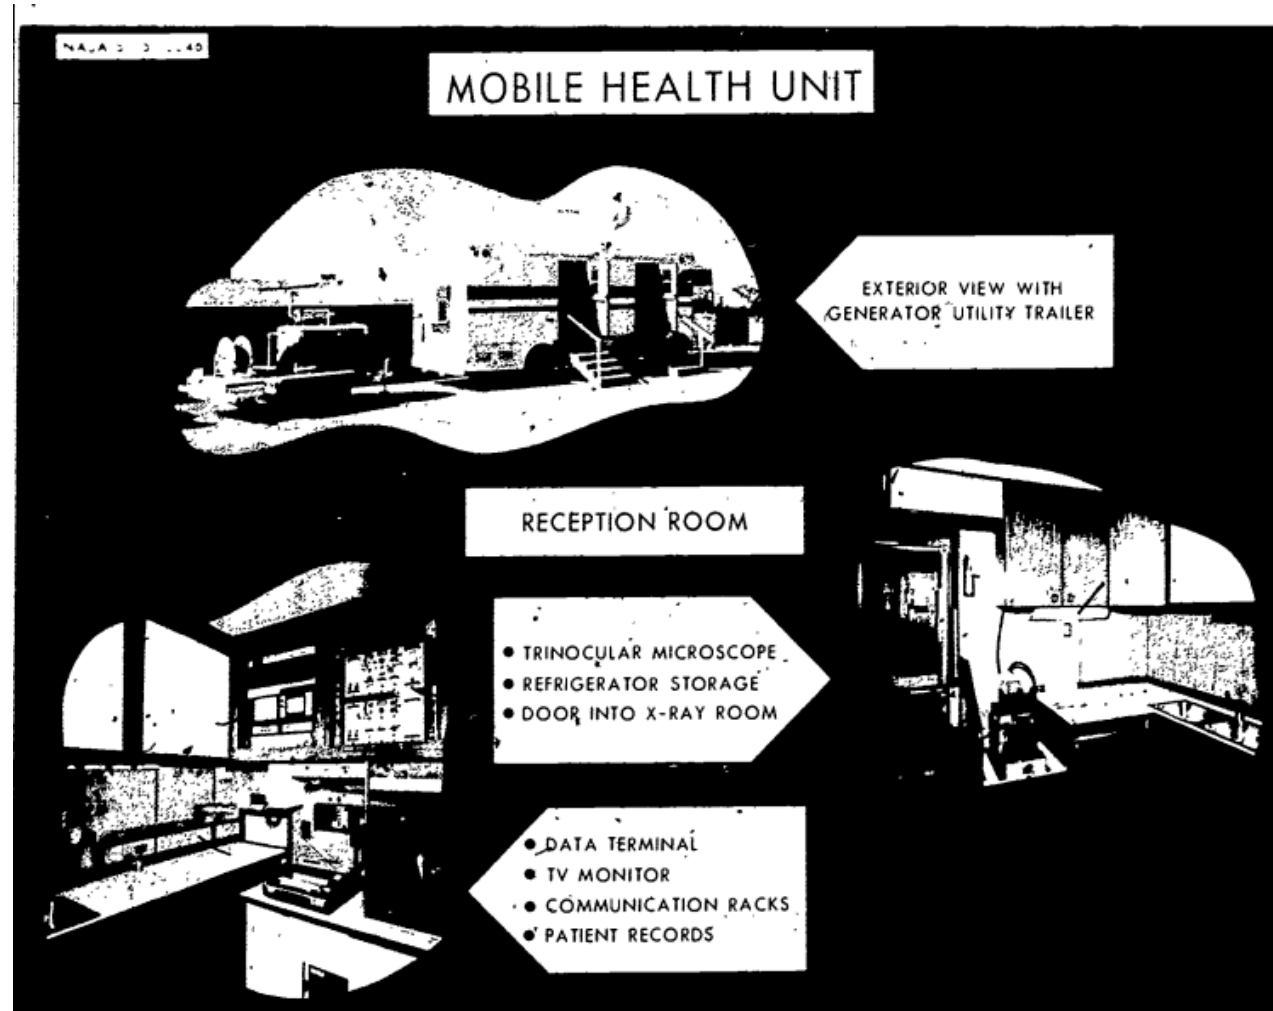 MOBILE HEALTH UNIT
EXTERIOR VIEW WITH
GENERATOR UTILITY TRAILER
RECEPTION ROOM
• TRINOCULAR MICROSCOPE
• REFRIGERATOR STORAGE
• DOOR INTO X-RAY ROOM
• DATA TERMINAL
• TV MONITOR
• COMMUNICATION RACKS
• PATIENT RECORDS